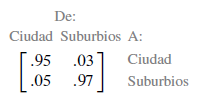 De:
Ciudad Suburbios A:
.95 .03 Ciudad
.05 .97 Suburbios